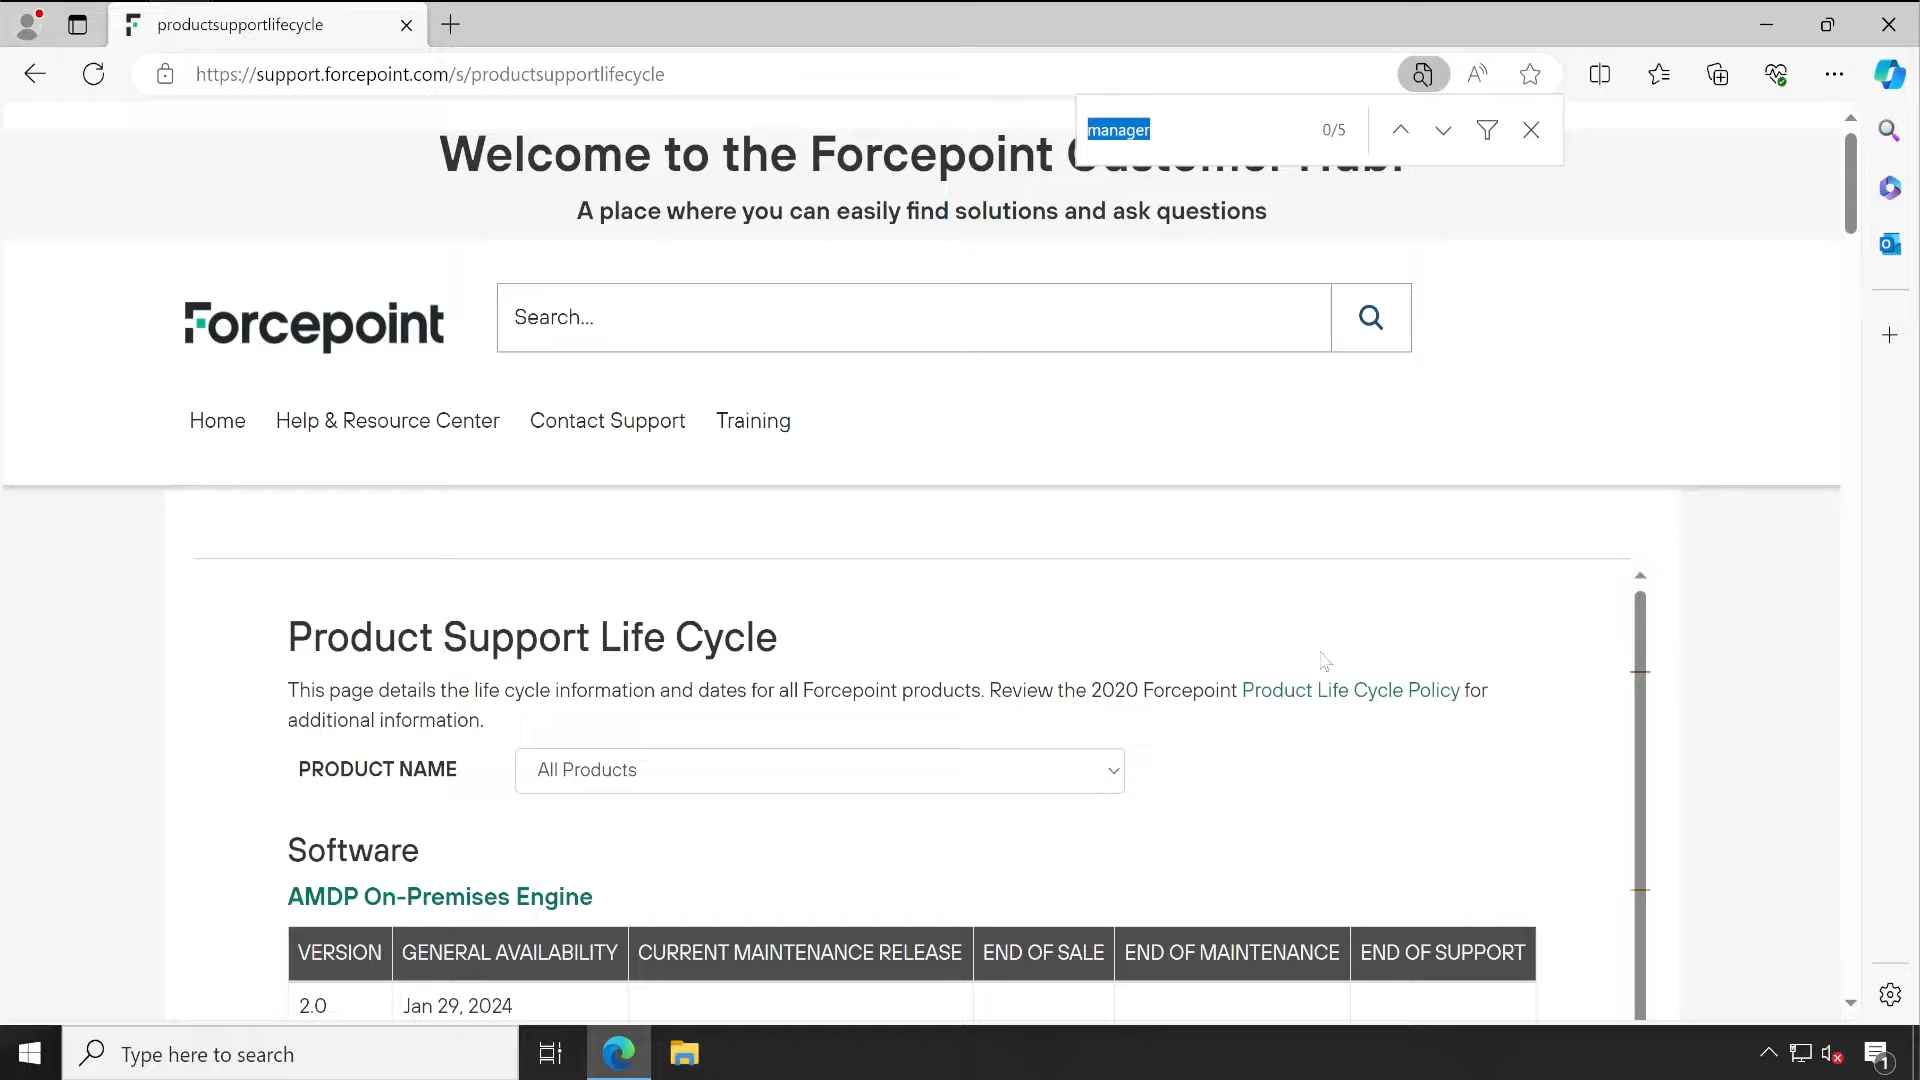 productsupportlifecycle
https://support.forcepoint.com/s/productsupportlifecycle
manager
0/5
Welcome to the Forcepoint
A place where you can easily find solutions and ask questions
Forcepoint
Search...
Home Help & Resource Center Contact Support Training
Product Support Life Cycle
This page details the life cycle information and dates for all Forcepoint products. Review the 2020 Forcepoint Product Life Cycle Policy for
additional information.
PRODUCT NAME
All Products
Software
AMDP On-Premises Engine
VERSION GENERAL AVAILABILITY CURRENT MAINTENANCE RELEASE END OF SALE END OF MAINTENANCE END OF SUPPORT
2.0 Jan 29, 2024
Type here to search
1